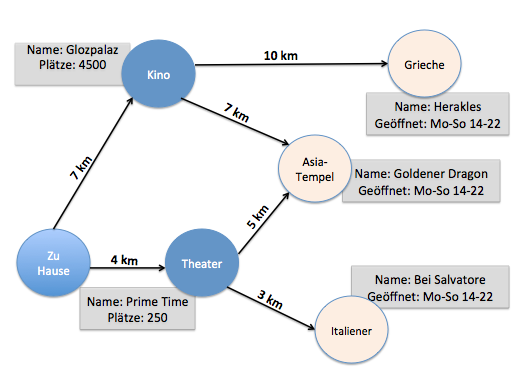 Name: Glozpalaz
Plätze: 4500
Kino
10 km
Grieche
Name: Herakles
Geöffnet: Mo-So 14-22
7 km
7 km
Asia-
Tempel
Name: Goldener Dragon
Geöffnet: Mo-So 14-22
5 km
Zu
Hause
4 km
Theater
Name: Prime Time
Plätze: 250
3 km
Name: Bei Salvatore
Geöffnet: Mo-So 14-22
Italiener